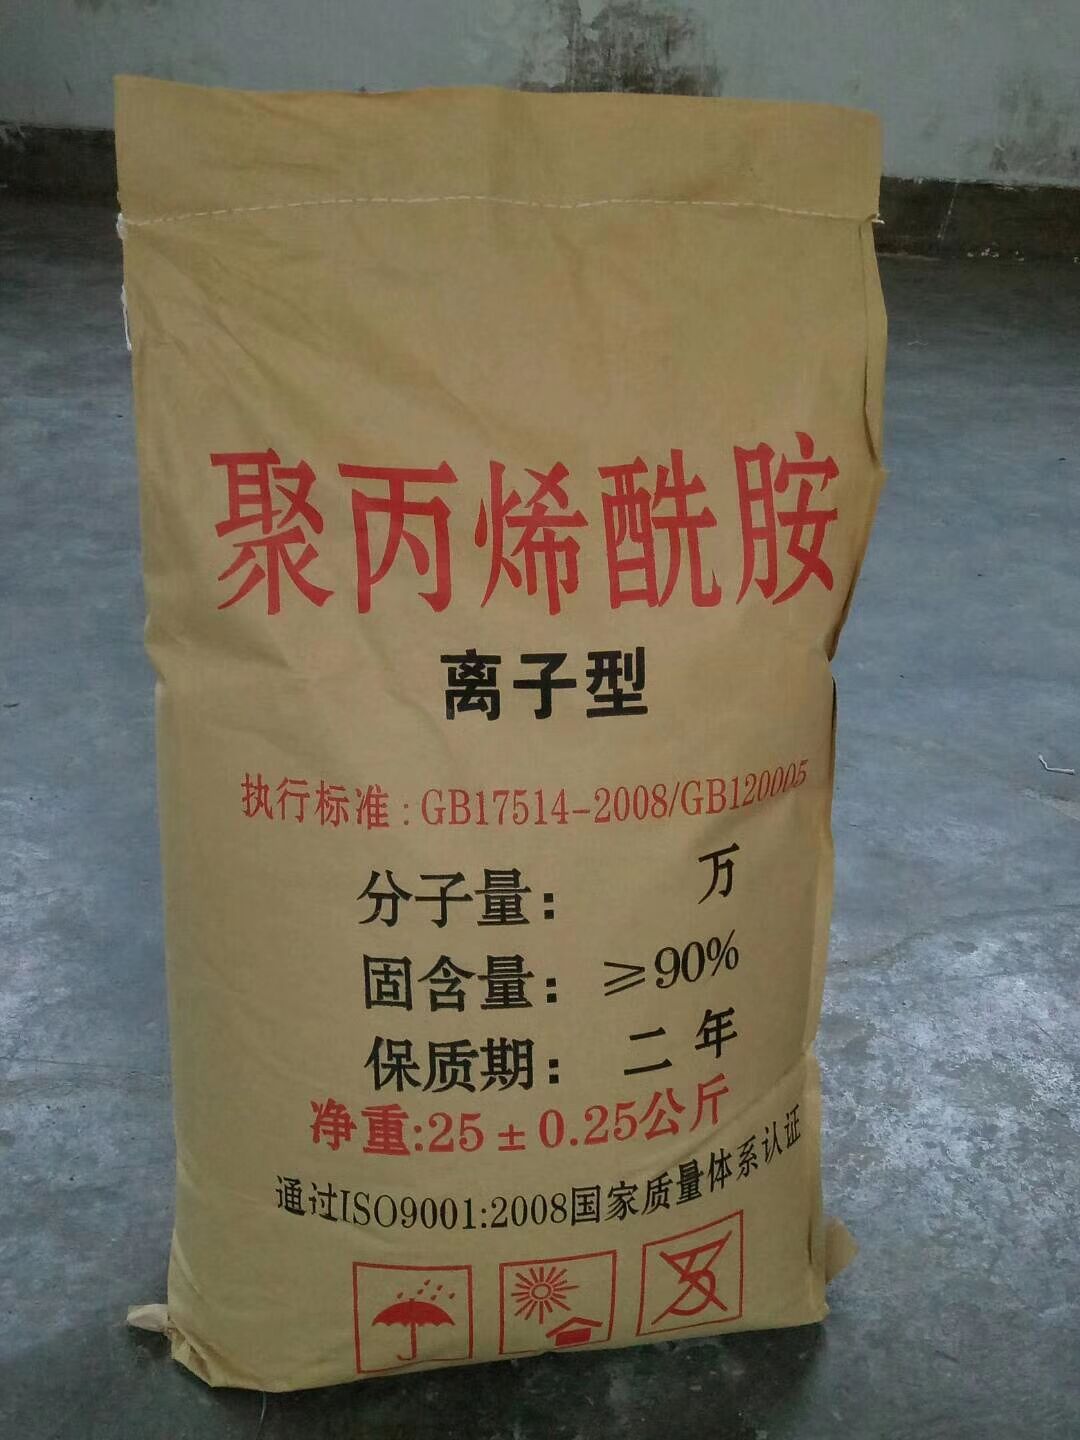 聚丙烯酰胺
离子型
执行标准:GB17514-2008/GB120005
分子量: 万
固含量: ≥90%
保质期: 二年
净重:25±0.25公斤
通过ISO9001:2008国家质量体系认证